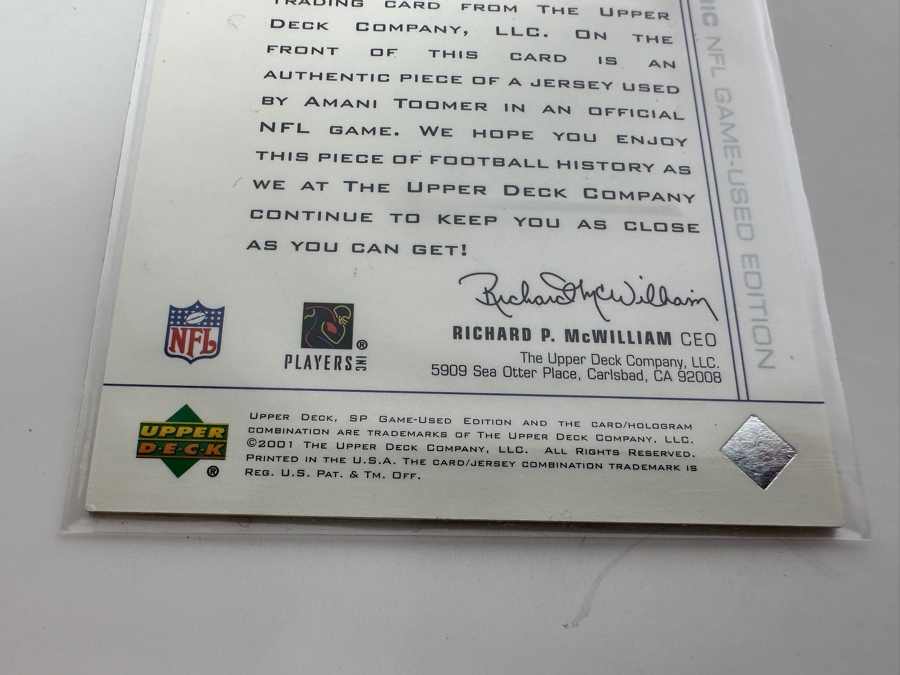 TRADING CARD FROM THE UPPER
DECK COMPANY, LLC. ON THE
FRONT OF THIS CARD IS AN
AUTHENTIC PIECE OF A JERSEY USED
BY AMANI TOOMER IN AN OFFICIAL
NFL GAME. WE HOPE YOU ENJOY
THIS PIECE OF FOOTBALL HISTORY AS
WE AT THE UPPER DECK COMPANY
CONTINUE TO KEEP YOU AS CLOSE
AS YOU CAN GET!
Richard McWilliam
RICHARD P. McWILLIAM CEO
The Upper Deck Company, LLC.
5909 Sea Otter Place, Carlsbad, CA 92008
NFL
PLAYERS INC ®
NFL GAME-USED EDITION
UPPER
DECK
®
UPPER DECK, SP GAME-USED EDITION AND THE CARD/HOLOGRAM
COMBINATION ARE TRADEMARKS OF THE UPPER DECK COMPANY, LLC.
©2001 THE UPPER DECK COMPANY, LLC. ALL RIGHTS RESERVED.
PRINTED IN THE U.S.A. THE CARD/JERSEY COMBINATION TRADEMARK IS
REG. U.S. PAT. & TM. OFF.